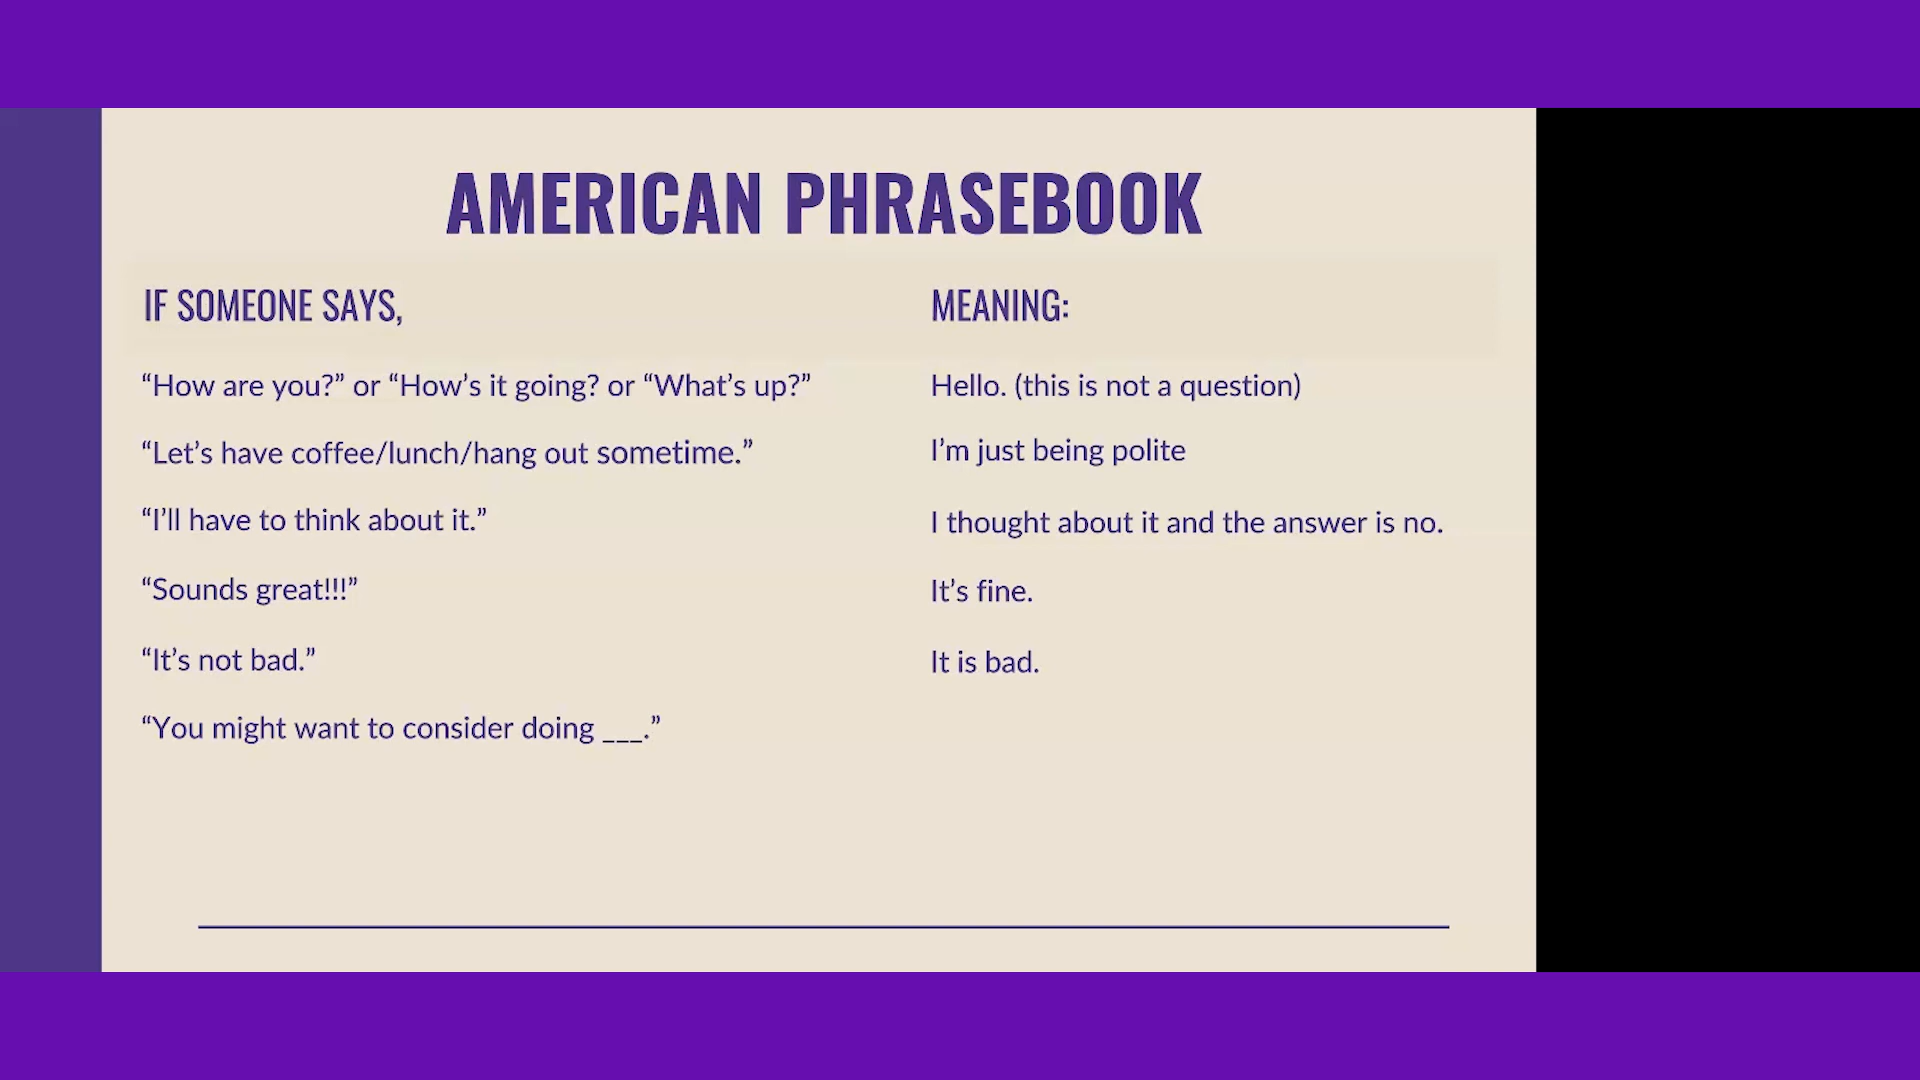 AMERICAN PHRASEBOOK
IF SOMEONE SAYS, MEANING:
“How are you?” or “How’s it going? or “What’s up?” Hello. (this is not a question)
“Let’s have coffee/lunch/hang out sometime.” I’m just being polite
“I’ll have to think about it.” I thought about it and the answer is no.
“Sounds great!!!” It’s fine.
“It’s not bad.” It is bad.
“You might want to consider doing ___.”